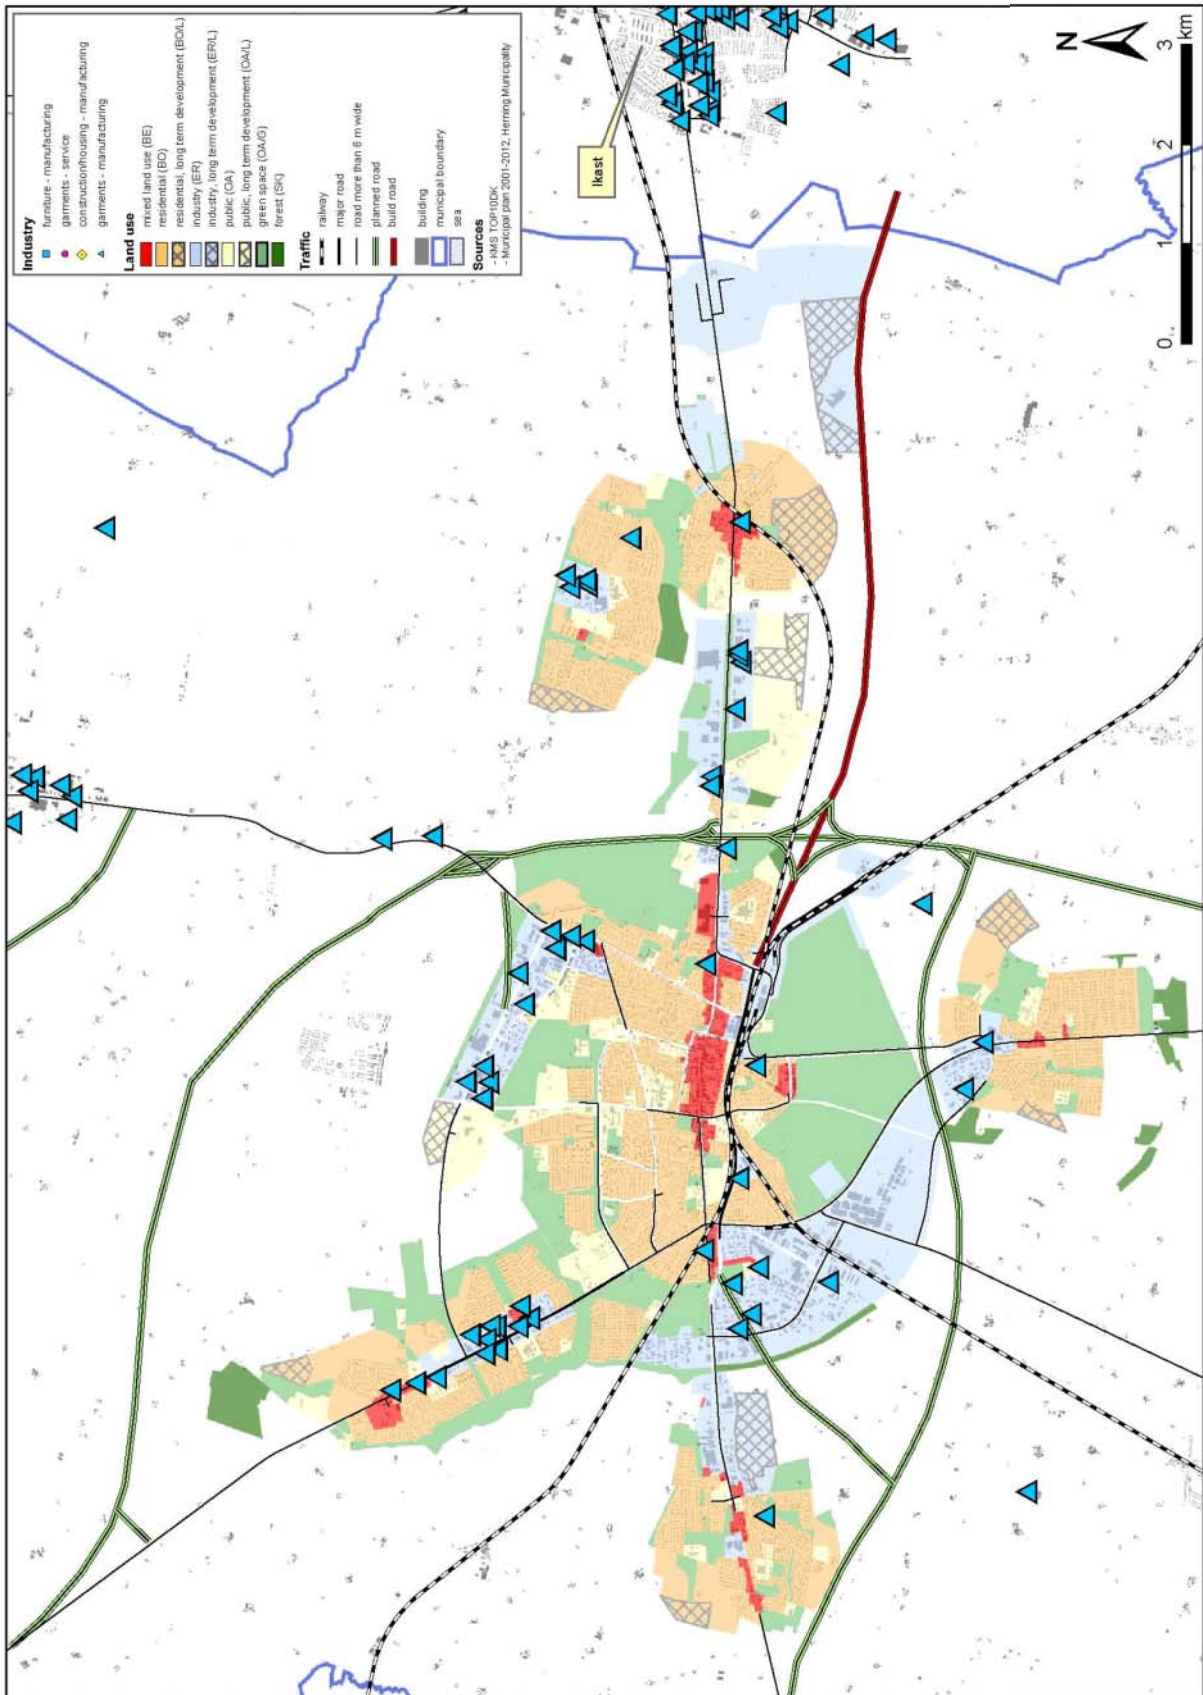 Industry
furniture - manufacturing
garments - service
construction/housing - manufacturing
garments - manufacturing
Land use
mixed land use (BE)
residential (BO)
residential, long term development (BO/L)
industry (ER)
industry, long term development (ER/L)
public (OA)
public, long term development (OA/L)
green space (OA/G)
forest (SK)
Traffic
railway
major road
road more than 6 m wide
planned road
build road
building
municipal boundary
sea
Sources
- KMS TOP10DK
- Municipal plan 2001-2012, Herning Municipality
Ikast
N
0 1 2 3
km